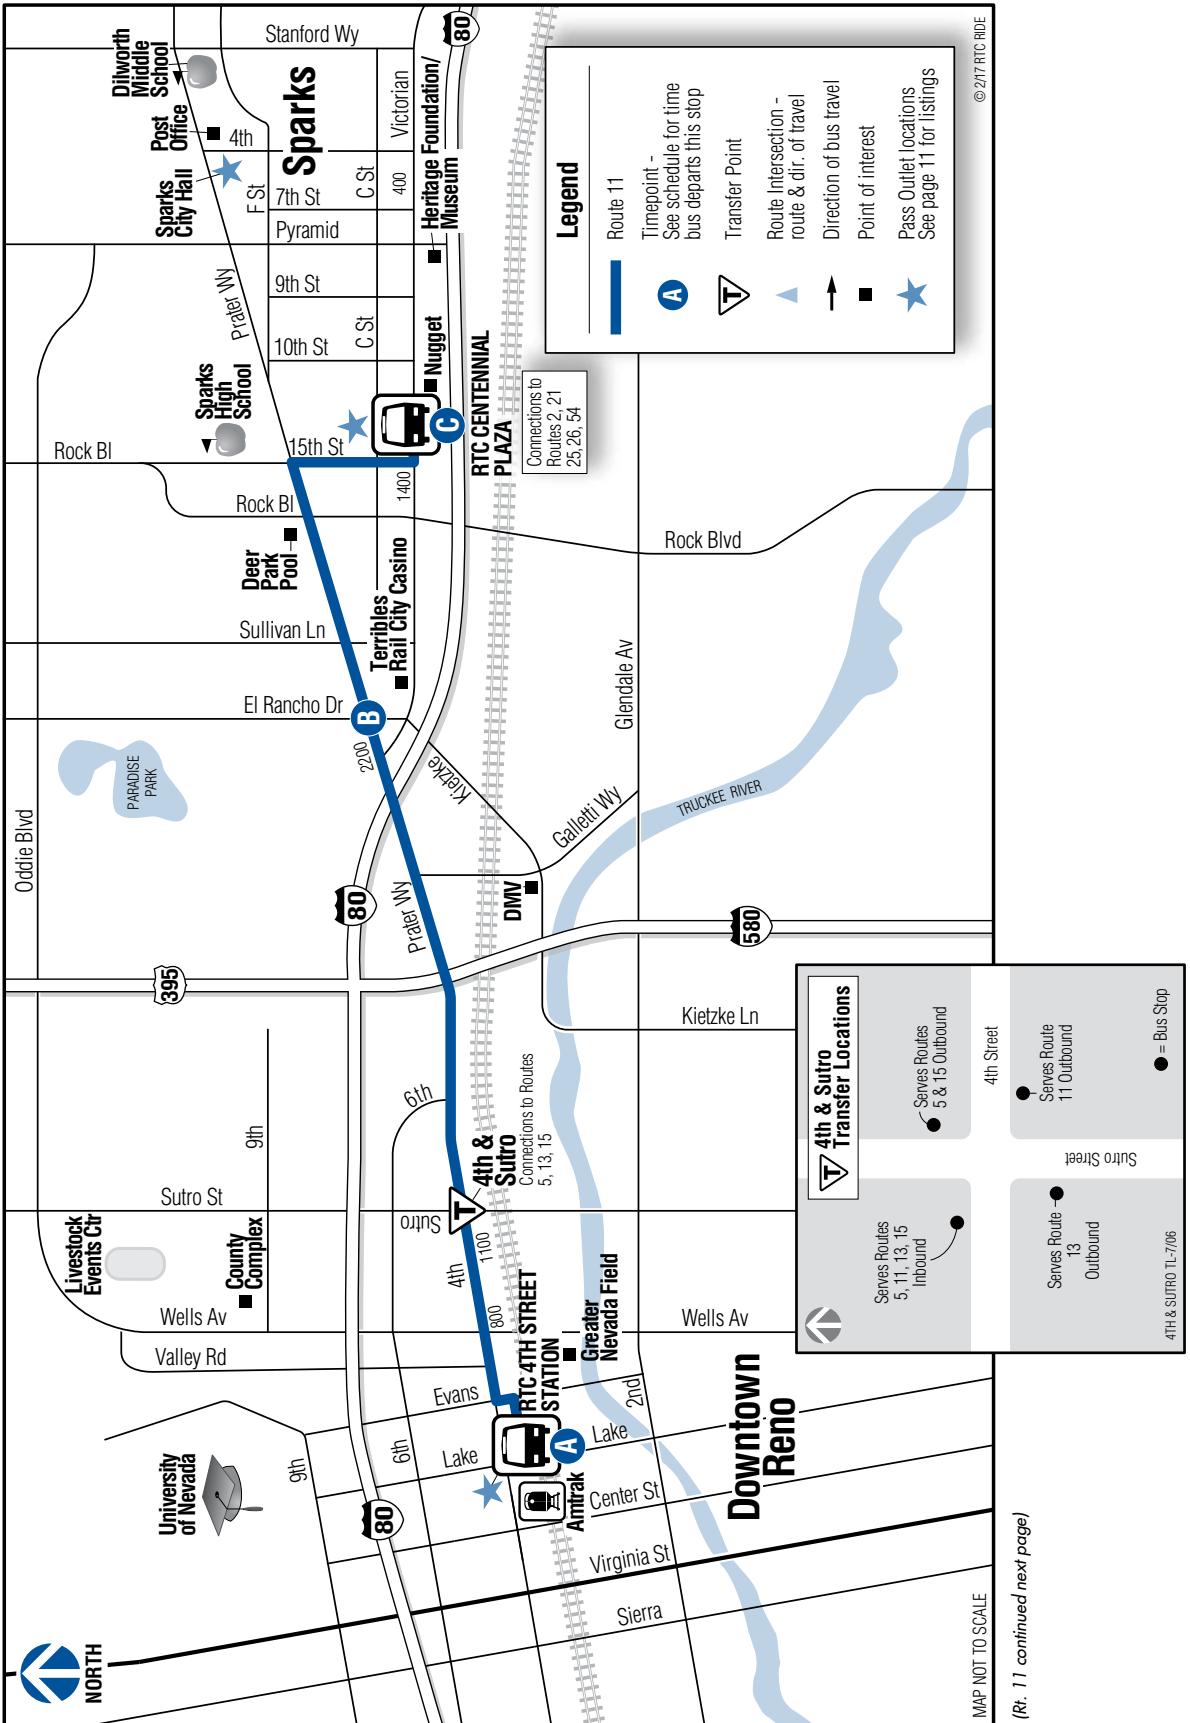 Stanford Wy
80
Dilworth
Middle
School
Post
Office
4th
Sparks
Victorian
Sparks
City Hall
F St
7th St
C St
400
Heritage Foundation/
Museum
Pyramid
Prater Wy
9th St
10th St
C St
Nugget
Sparks
High
School
Rock Bl
15th St
C
RTC CENTENNIAL
PLAZA
Connections to
Routes 2, 21
25, 26, 54
1400
Rock Bl
Rock Blvd
Deer
Park
Pool
Sullivan Ln
Terribles
Rail City Casino
El Rancho Dr
B
2200
Glendale Av
Kietzke
Galletti Wy
TRUCKEE RIVER
PARADISE
PARK
Oddie Blvd
80
Prater Wy
DMV
580
395
Kietzke Ln
9th
6th
4th &
Sutro
Connections to Routes
5, 13, 15
Sutro St
Sutro
T
1100
4th
Livestock
Events Ctr
County
Complex
Wells Av
800
Wells Av
Valley Rd
RTC 4TH STREET
STATION
Greater
Nevada Field
Evans
2nd
Lake
Lake
A
6th
9th
University
of Nevada
Amtrak
Center St
80
Virginia St
Sierra
Downtown
Reno
NORTH
Legend
Route 11
A
Timepoint -
See schedule for time
bus departs this stop
T
Transfer Point
Route Intersection -
route & dir. of travel
Direction of bus travel
Point of interest
Pass Outlet locations
See page 11 for listings
© 2/17 RTC RIDE
T
4th & Sutro
Transfer Locations
Serves Routes
5, 11, 13, 15
Inbound
Serves Routes
5 & 15 Outbound
4th Street
Sutro Street
Serves Route
13
Outbound
Serves Route
11 Outbound
= Bus Stop
4TH & SUTRO TL-7/06
MAP NOT TO SCALE
(Rt. 11 continued next page)